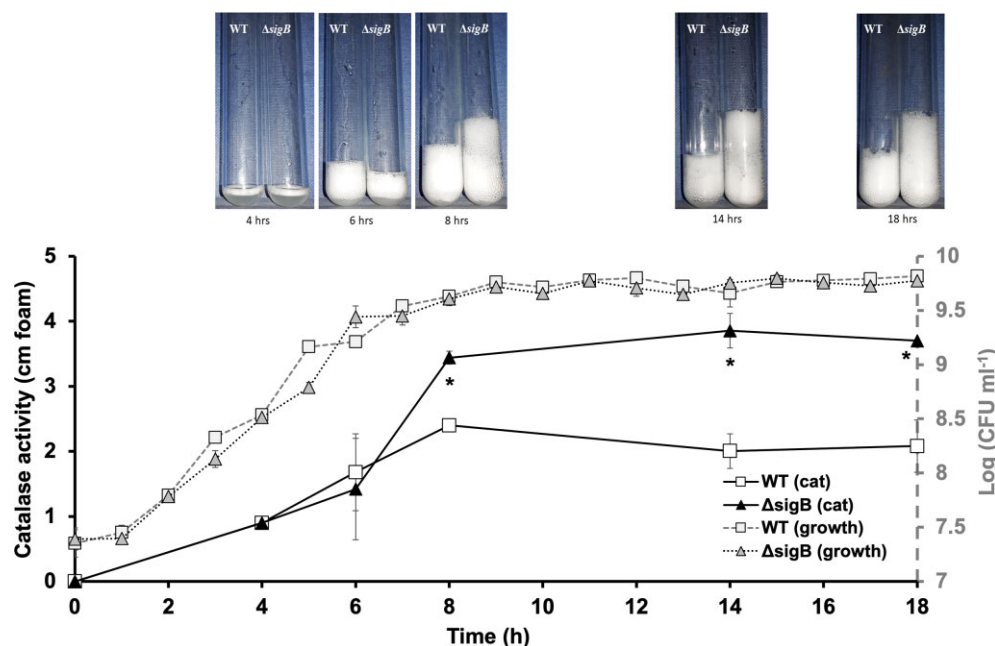 WT ΔsigB WT ΔsigB WT ΔsigB WT ΔsigB WT ΔsigB
4 hrs 6 hrs 8 hrs 14 hrs 18 hrs
Catalase activity (cm foam)
5
4
3
2
1
0
10
9.5
9
8.5
8
7.5
7
Log (CFU ml-1)
* * *
WT (cat)
ΔsigB (cat)
WT (growth)
ΔsigB (growth)
0 2 4 6 8 10 12 14 16 18
Time (h)